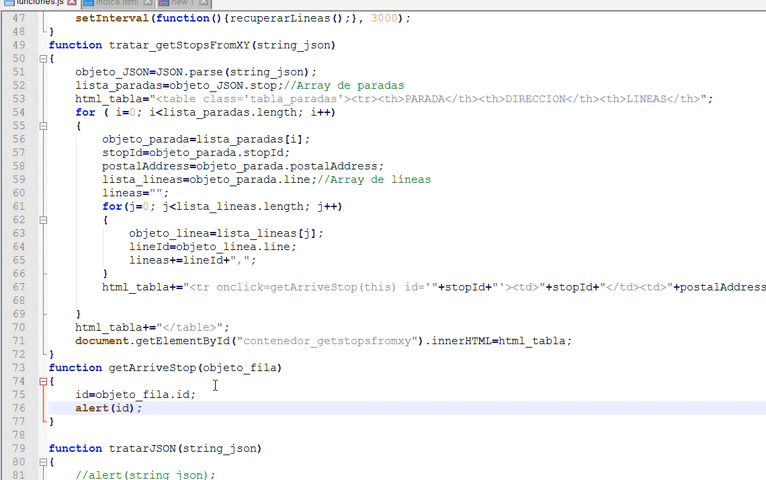 funciones.js indice.html new 1
47 setInterval(function(){recuperarLineas();}, 3000);
48 }
49 function tratar_getStopsFromXY(string_json)
50 {
51 objeto_JSON=JSON.parse(string_json);
52 lista_paradas=objeto_JSON.stop;//Array de paradas
53 html_tabla="<table class='tabla_paradas'><tr><th>PARADA</th><th>DIRECCION</th><th>LINEAS</th>";
54 for ( i=0; i<lista_paradas.length; i++)
55 {
56 objeto_parada=lista_paradas[i];
57 stopId=objeto_parada.stopId;
58 postalAddress=objeto_parada.postalAddress;
59 lista_lineas=objeto_parada.line;//Array de líneas
60 lineas="";
61 for(j=0; j<lista_lineas.length; j++)
62 {
63 objeto_linea=lista_lineas[j];
64 lineId=objeto_linea.line;
65 lineas+=lineId+",";
66 }
67 html_tabla+="<tr onclick=getArriveStop(this) id='"+stopId+"'><td>"+stopId+"</td><td>"+postalAddress
68
69 }
70 html_tabla+="</table>";
71 document.getElementById("contenedor_getstopsfromxy").innerHTML=html_tabla;
72 }
73 function getArriveStop(objeto_fila)
74 {
75 id=objeto_fila.id;
76 alert(id);
77 }
78
79 function tratarJSON(string_json)
80 {
81 //alert(string_json);